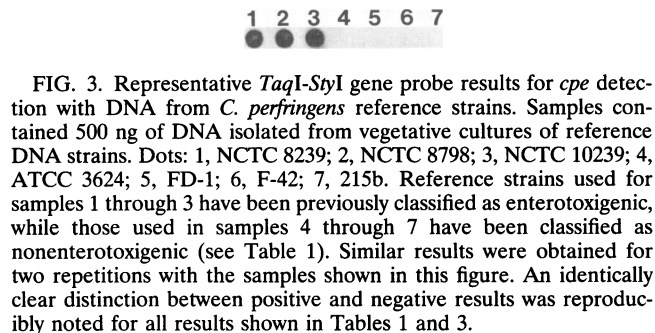 1 2 3 4 5 6 7
FIG. 3. Representative TaqI-StyI gene probe results for cpe detec-
tion with DNA from C. perfringens reference strains. Samples con-
tained 500 ng of DNA isolated from vegetative cultures of reference
DNA strains. Dots: 1, NCTC 8239; 2, NCTC 8798; 3, NCTC 10239; 4,
ATCC 3624; 5, FD-1; 6, F-42; 7, 215b. Reference strains used for
samples 1 through 3 have been previously classified as enterotoxigenic,
while those used in samples 4 through 7 have been classified as
nonenterotoxigenic (see Table 1). Similar results were obtained for
two repetitions with the samples shown in this figure. An identically
clear distinction between positive and negative results was reproduc-
ibly noted for all results shown in Tables 1 and 3.